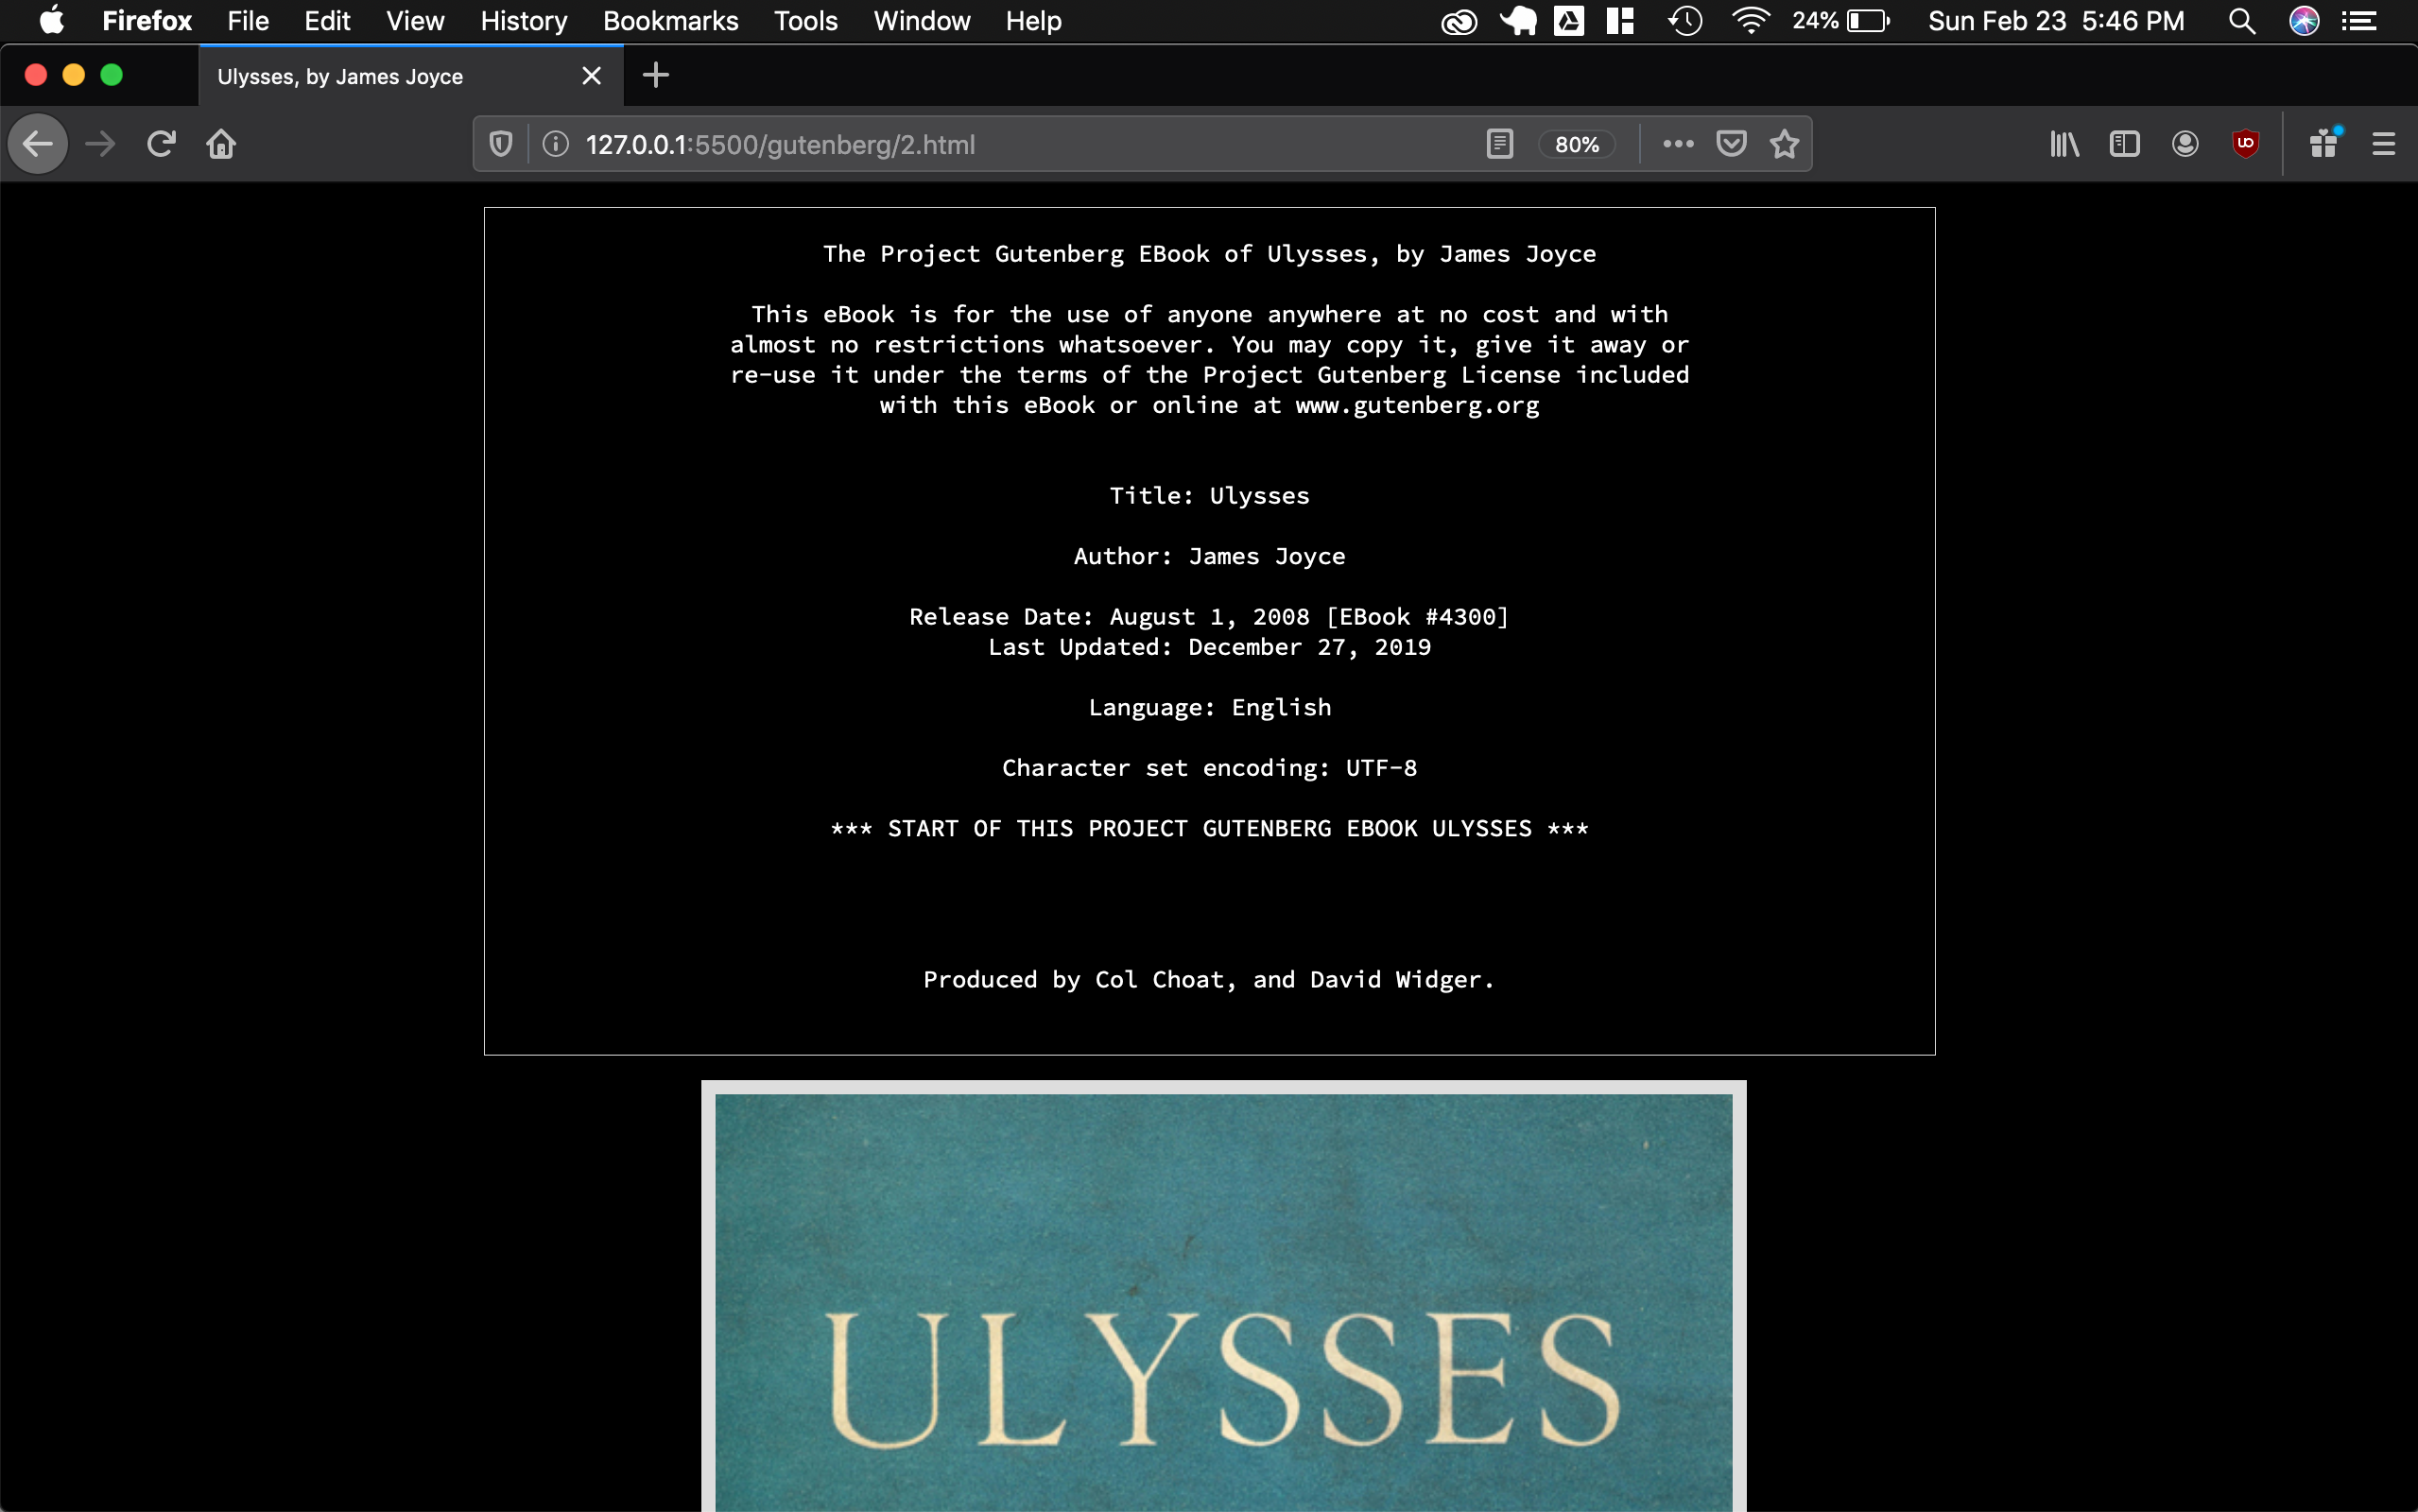 Firefox File Edit View History Bookmarks Tools Window Help 24% Sun Feb 23 5:46 PM
Ulysses, by James Joyce
127.0.0.1:5500/gutenberg/2.html 80%
The Project Gutenberg EBook of Ulysses, by James Joyce
This eBook is for the use of anyone anywhere at no cost and with
almost no restrictions whatsoever. You may copy it, give it away or
re-use it under the terms of the Project Gutenberg License included
with this eBook or online at www.gutenberg.org
Title: Ulysses
Author: James Joyce
Release Date: August 1, 2008 [EBook #4300]
Last Updated: December 27, 2019
Language: English
Character set encoding: UTF-8
*** START OF THIS PROJECT GUTENBERG EBOOK ULYSSES ***
Produced by Col Choat, and David Widger.
ULYSSES